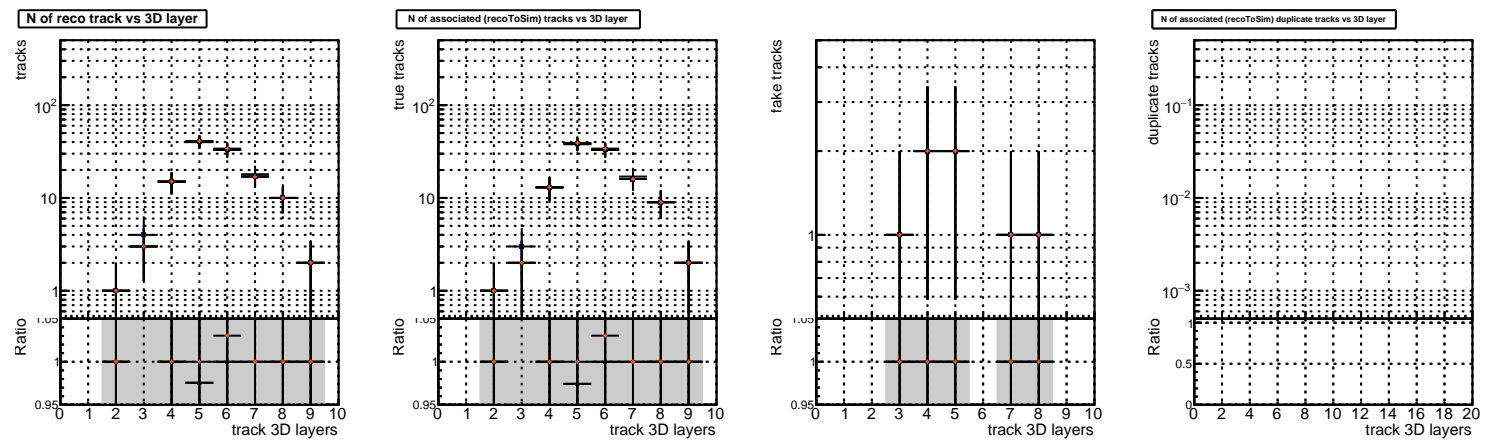 N of reco track vs 3D layer
tracks
10²
10
1
Ratio
1.05
1
0.95
0 1 2 3 4 5 6 7 8 9 10
track 3D layers
N of associated (recoToSim) tracks vs 3D layer
true tracks
10²
10
1
Ratio
1.05
1
0.95
0 1 2 3 4 5 6 7 8 9 10
track 3D layers
fake tracks
1
Ratio
1.05
1
0.95
0 1 2 3 4 5 6 7 8 9 10
track 3D layers
N of associated (recoToSim) duplicate tracks vs 3D layer
duplicate tracks
10⁻¹
10⁻²
10⁻³
Ratio
1
0.5
0
0 2 4 6 8 10 12 14 16 18 20
track 3D layers